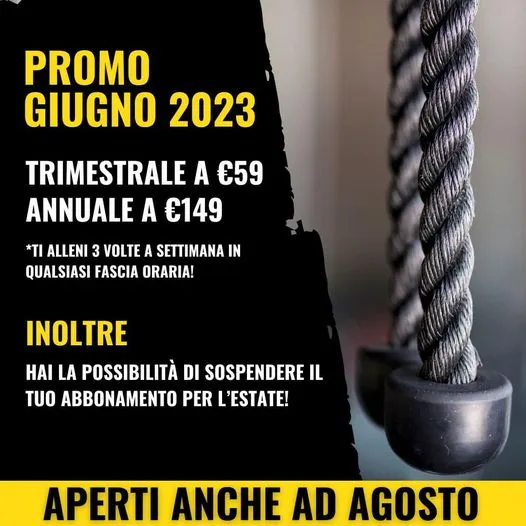 PROMO
GIUGNO 2023
TRIMESTRALE A €59
ANNUALE A €149
*TI ALLENI 3 VOLTE A SETTIMANA IN
QUALSIASI FASCIA ORARIA!
INOLTRE
HAI LA POSSIBILITÀ DI SOSPENDERE IL
TUO ABBONAMENTO PER L'ESTATE!
APERTI ANCHE AD AGOSTO